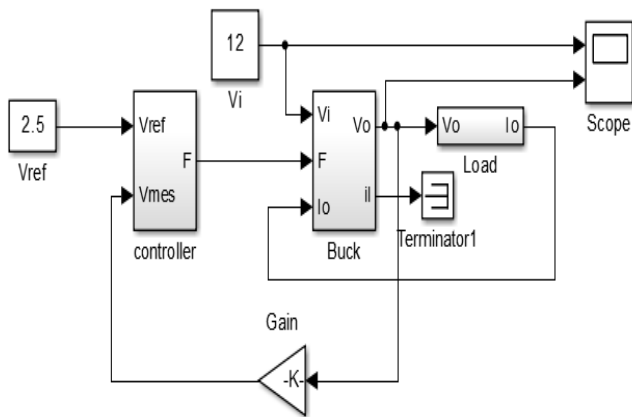 12
Vi
2.5
Vref
Vref
F
Vmes
controller
Vi
F
Io
Vo
il
Buck
Vo
Io
Load
Terminator1
Scope
Gain
-K-